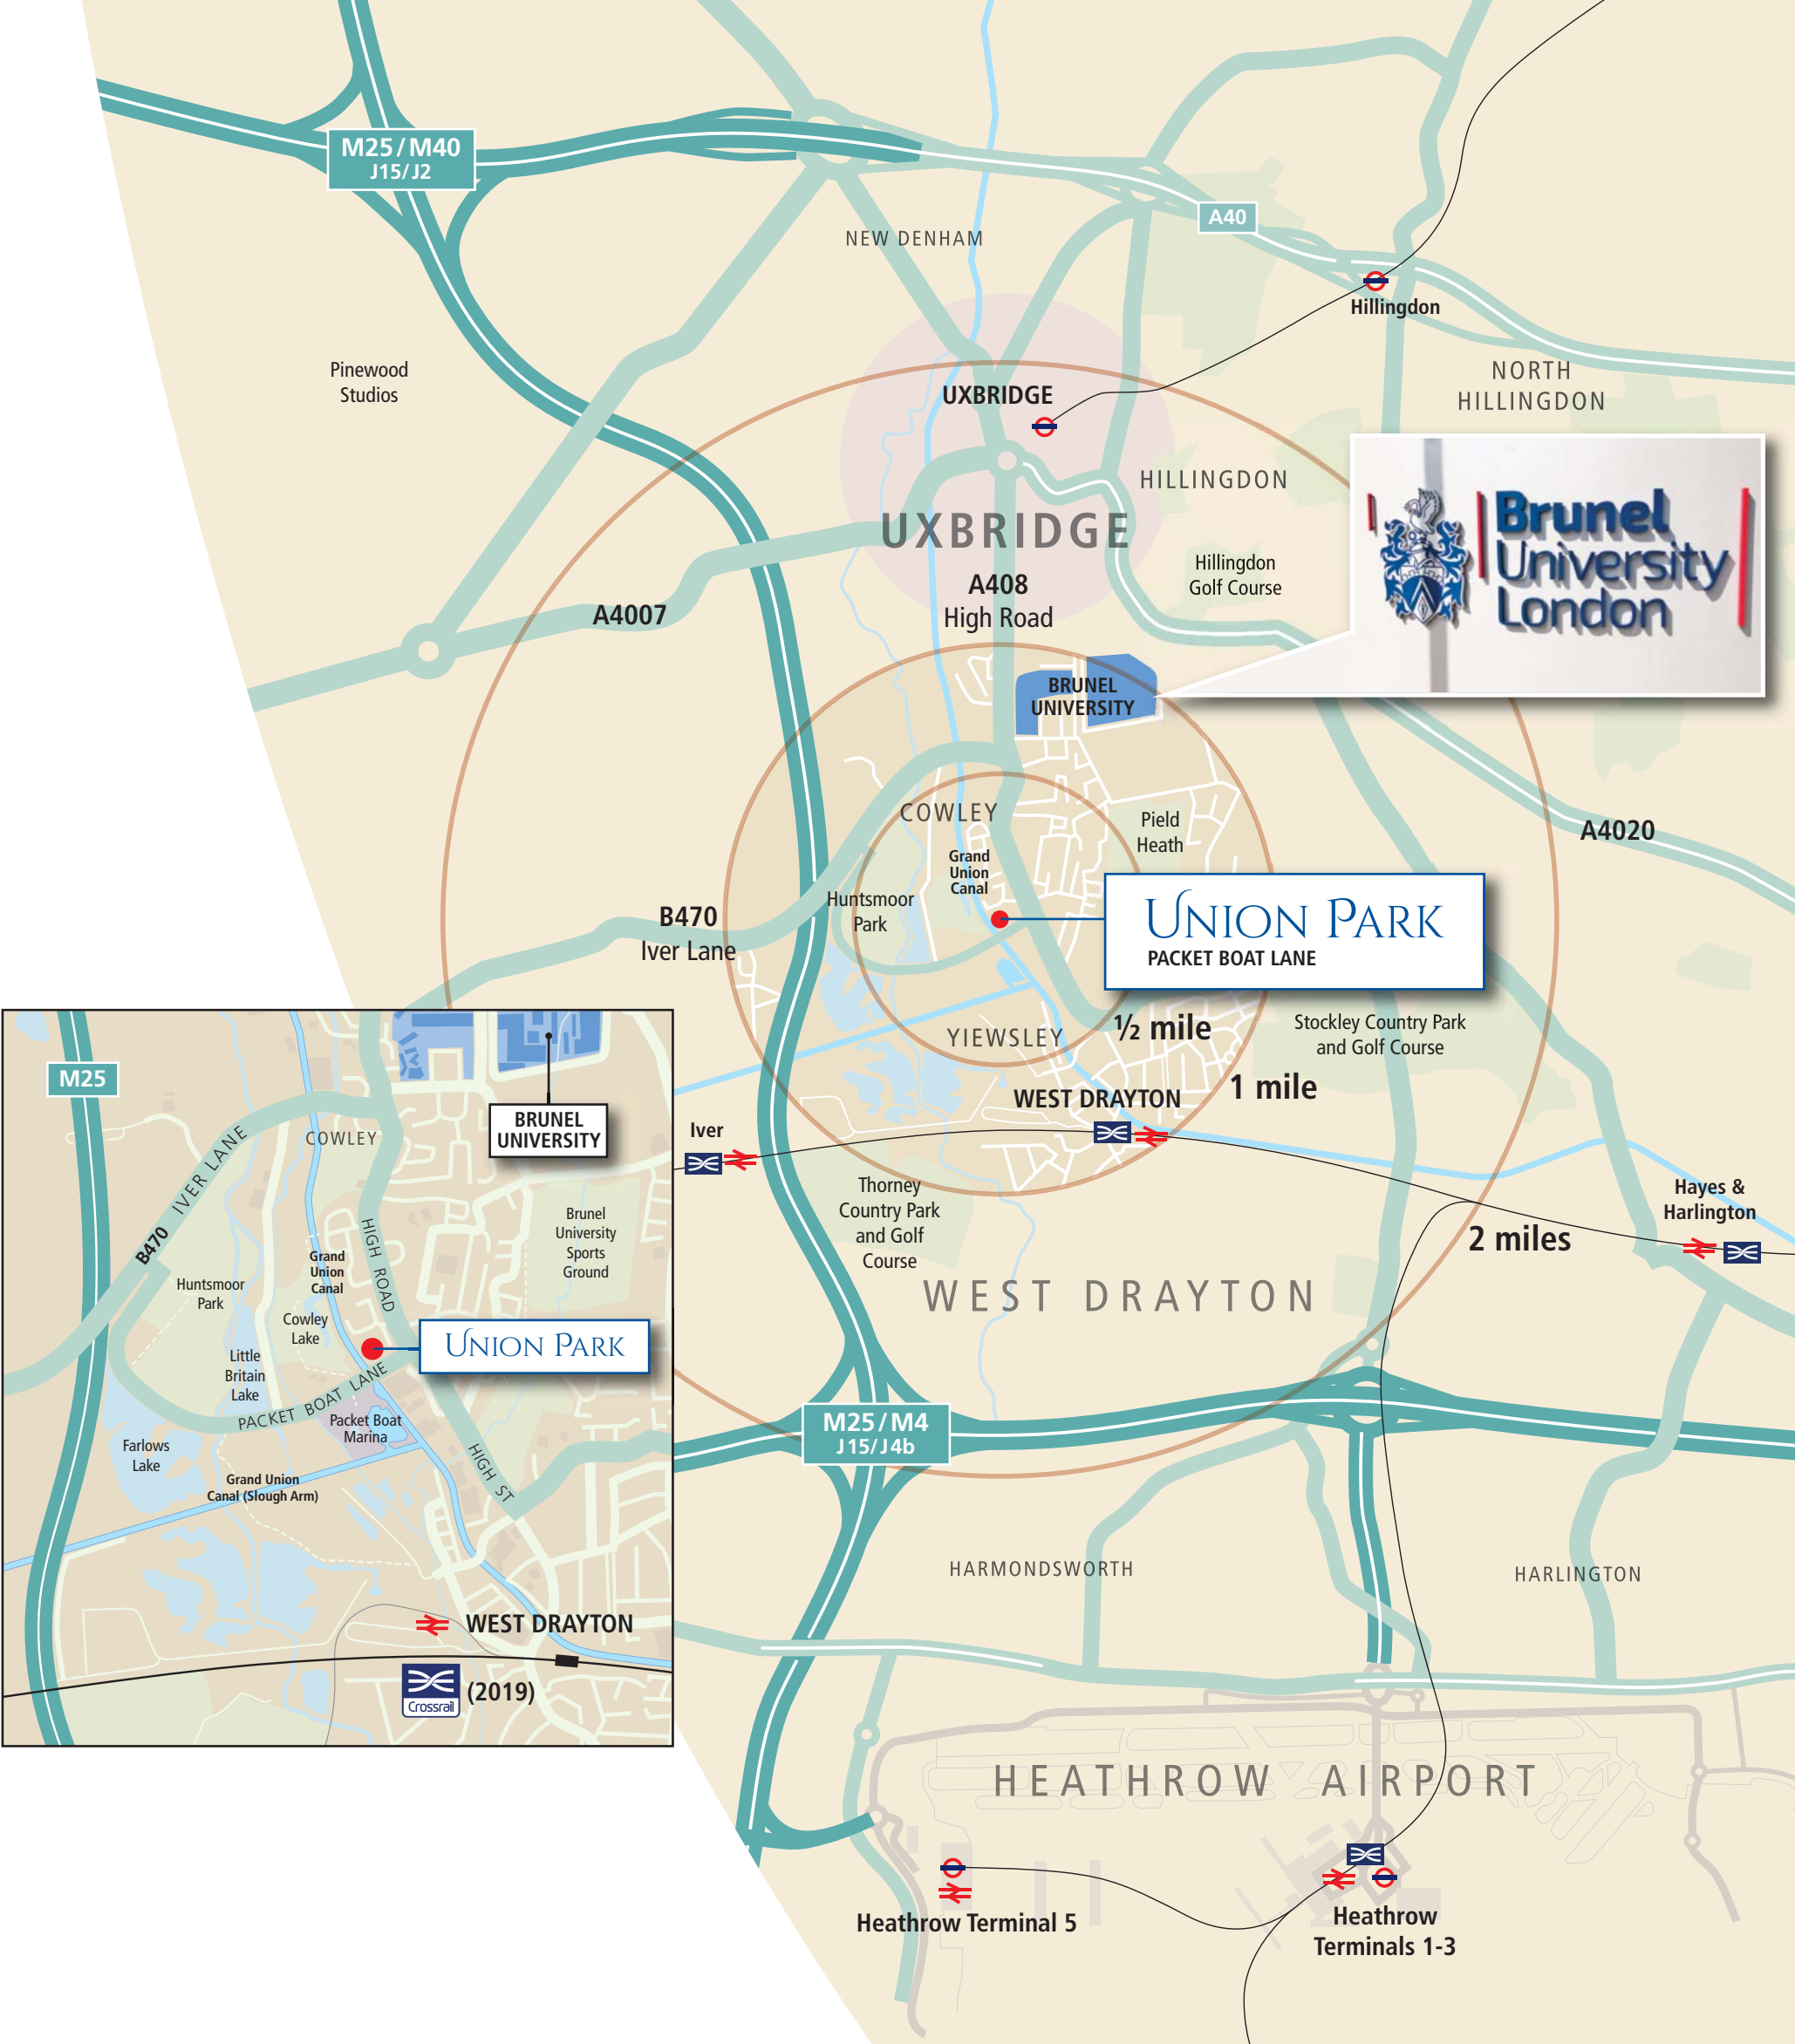 M25/M40
J15/J2
A40
NEW DENHAM
Hillingdon
Pinewood
Studios
NORTH
HILLINGDON
UXBRIDGE
HILLINGDON
UXBRIDGE
Brunel
University
London
Hillingdon
Golf Course
A408
High Road
A4007
BRUNEL
UNIVERSITY
COWLEY
Pield
Heath
A4020
Grand
Union
Canal
Huntsmoor
Park
B470
Iver Lane
UNION PARK
PACKET BOAT LANE
YIEWSLEY
½ mile
Stockley Country Park
and Golf Course
1 mile
WEST DRAYTON
Iver
Thorney
Country Park
and Golf
Course
Hayes &
Harlington
2 miles
WEST DRAYTON
M25/M4
J15/J4b
HARMONDSWORTH
HARLINGTON
HEATHROW AIRPORT
Heathrow Terminal 5
Heathrow
Terminals 1-3
M25
BRUNEL
UNIVERSITY
COWLEY
B470 IVER LANE
HIGH ROAD
Brunel
University
Sports
Ground
Grand
Union
Canal
Huntsmoor
Park
Cowley
Lake
UNION PARK
Little
Britain
Lake
PACKET BOAT LANE
Packet Boat
Marina
Farlows
Lake
HIGH ST
Grand Union
Canal (Slough Arm)
WEST DRAYTON
Crossrail
(2019)